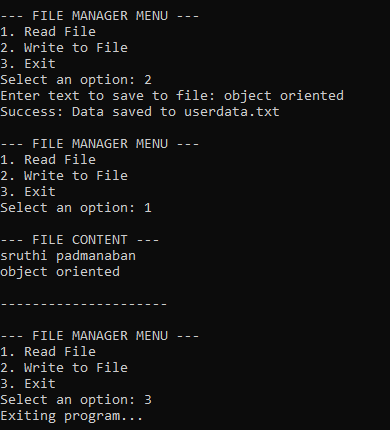 --- FILE MANAGER MENU ---
1. Read File
2. Write to File
3. Exit
Select an option: 2
Enter text to save to file: object oriented
Success: Data saved to userdata.txt
--- FILE MANAGER MENU ---
1. Read File
2. Write to File
3. Exit
Select an option: 1
--- FILE CONTENT ---
sruthi padmanaban
object oriented
---------------------
--- FILE MANAGER MENU ---
1. Read File
2. Write to File
3. Exit
Select an option: 3
Exiting program...